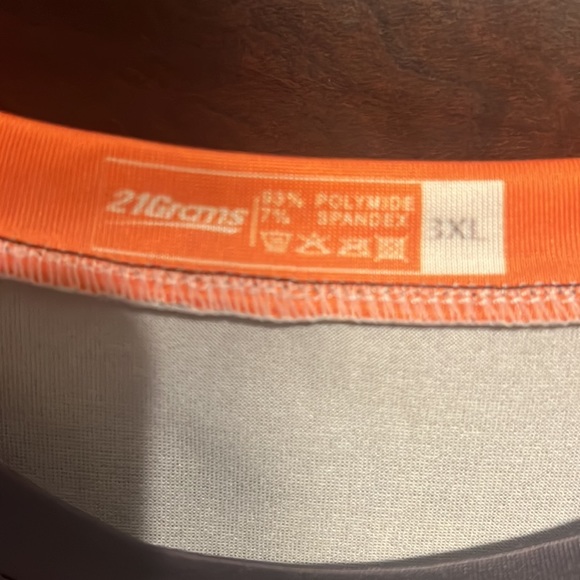 21Grams
93% POLYMIDE
7% SPANDEX
3XL